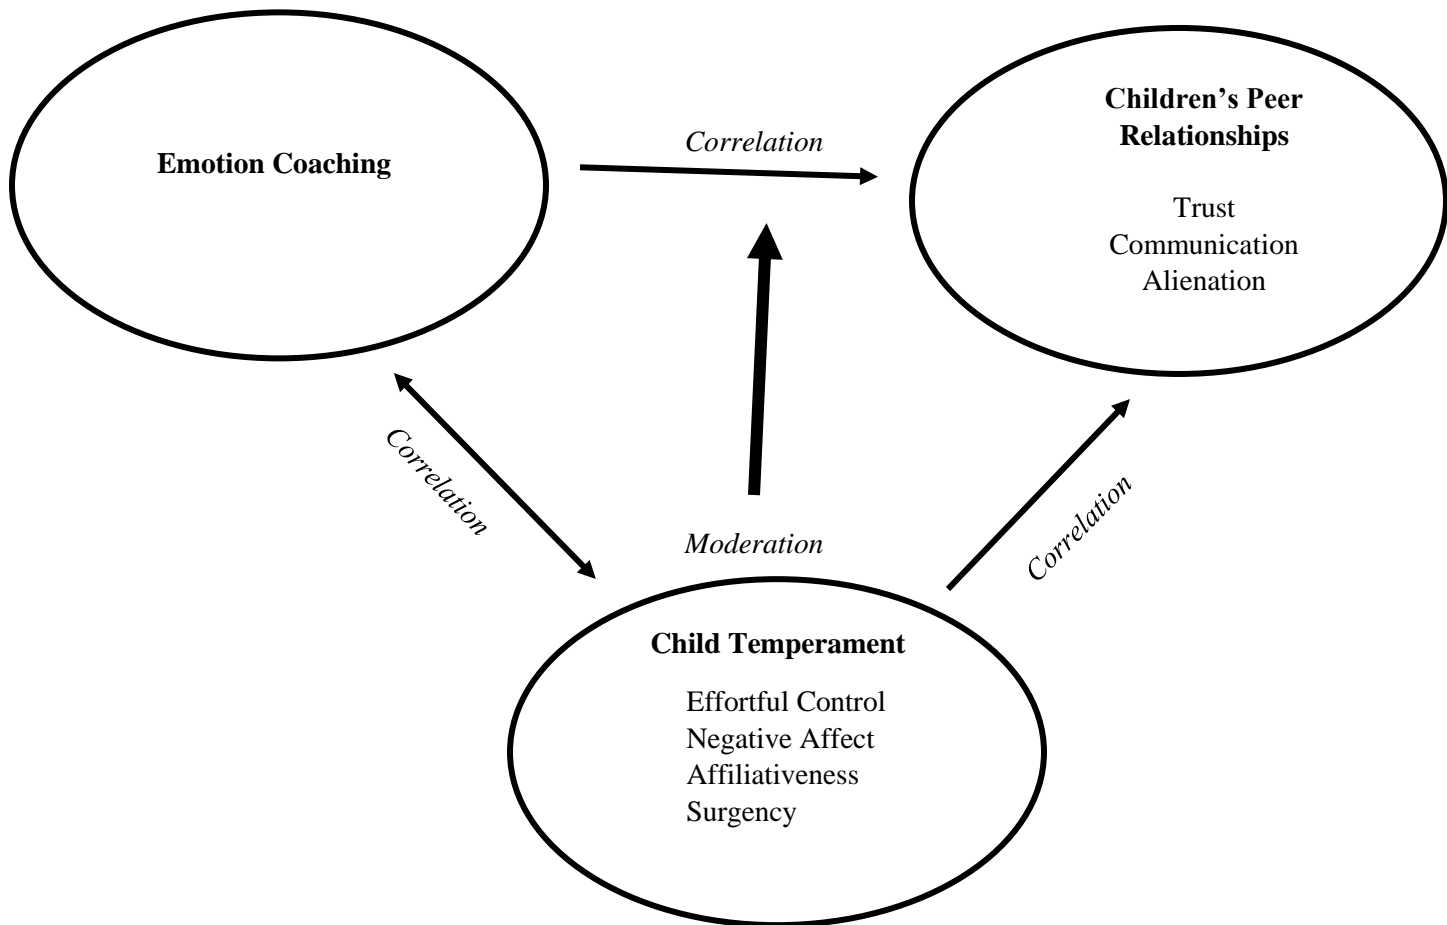 Emotion Coaching
Correlation
Children’s Peer
Relationships
Trust
Communication
Alienation
Correlation
Correlation
Moderation
Child Temperament
Effortful Control
Negative Affect
Affiliativeness
Surgency